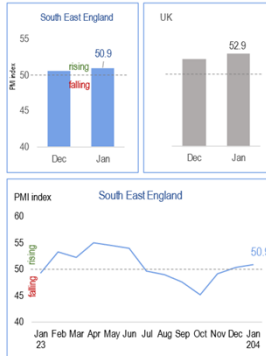 South East England
PMI index
55
50
45
40
50.9
rising
falling
Dec
Jan
UK
52.9
Dec
Jan
PMI index
South East England
60
55
50
45
40
rising
falling
50.9
Jan Feb Mar Apr May Jun Jul Aug Sep Oct Nov Dec Jan
23 204